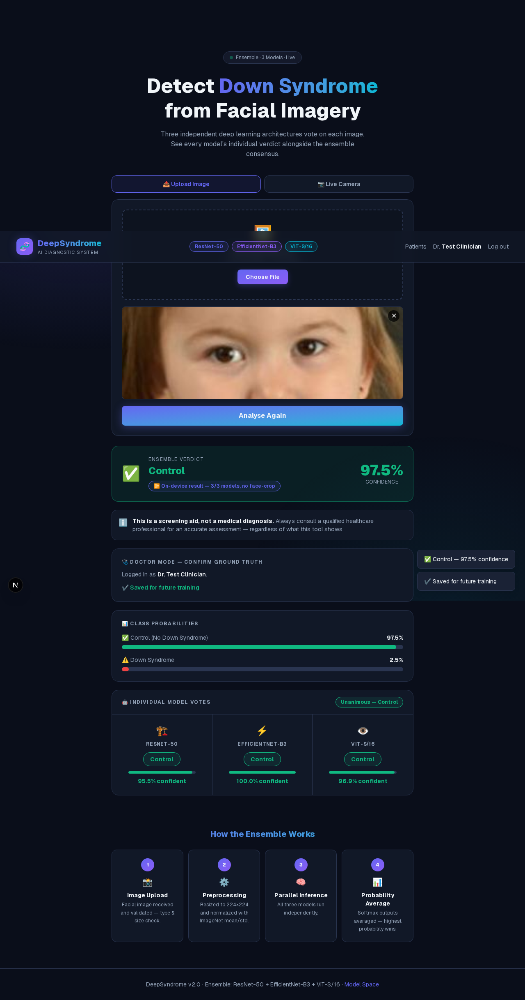 Ensemble · 3 Models · Live
Detect Down Syndrome
from Facial Imagery
Three independent deep learning architectures vote on each image.
See every model's individual verdict alongside the ensemble
consensus.
Upload Image
Live Camera
DeepSyndrome
AI DIAGNOSTIC SYSTEM
ResNet-50
EfficientNet-B3
ViT-S/16
Patients
Dr. Test Clinician
Log out
Choose File
Analyse Again
ENSEMBLE VERDICT
Control
On-device result — 3/3 models, no face-crop
97.5%
CONFIDENCE
This is a screening aid, not a medical diagnosis. Always consult a qualified healthcare
professional for an accurate assessment — regardless of what this tool shows.
DOCTOR MODE — CONFIRM GROUND TRUTH
Logged in as Dr. Test Clinician.
✔ Saved for future training
✅ Control — 97.5% confidence
✔ Saved for future training
N
CLASS PROBABILITIES
✅ Control (No Down Syndrome)
97.5%
⚠️ Down Syndrome
2.5%
INDIVIDUAL MODEL VOTES
Unanimous — Control
RESNET-50
Control
95.5% confident
EFFICIENTNET-B3
Control
100.0% confident
VIT-S/16
Control
96.9% confident
How the Ensemble Works
1
Image Upload
Facial image received
and validated — type &
size check.
2
Preprocessing
Resized to 224×224
and normalized with
ImageNet mean/std.
3
Parallel Inference
All three models run
independently.
4
Probability
Average
Softmax outputs
averaged — highest
probability wins.
DeepSyndrome v2.0 · Ensemble: ResNet-50 + EfficientNet-B3 + ViT-S/16 · Model Space